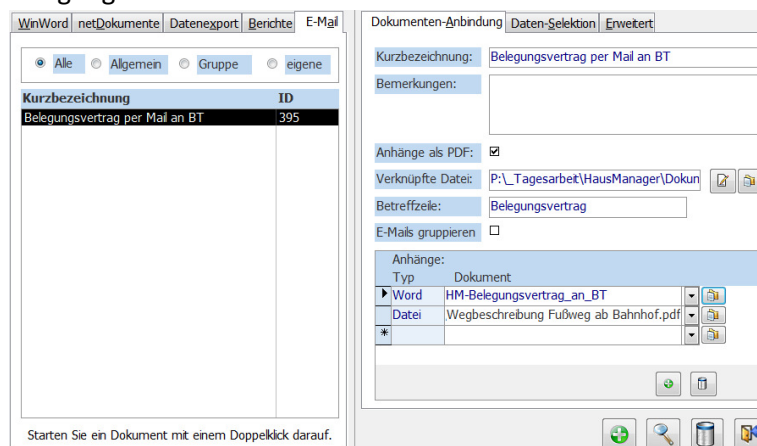 WinWord netDokumente Datenexport Berichte E-Mail
Alle Allgemein Gruppe eigene
Kurzbezeichnung ID
Belegungsvertrag per Mail an BT 395
Starten Sie ein Dokument mit einem Doppelklick darauf.
Dokumenten-Anbindung Daten-Selektion Erweitert
Kurzbezeichnung: Belegungsvertrag per Mail an BT
Bemerkungen:
Anhänge als PDF:
Verknüpfte Datei: P:\_Tagesarbeit\HausManager\Dokun
Betreffzeile: Belegungsvertrag
E-Mails gruppieren
Anhänge:
Typ Dokument
Word HM-Belegungsvertrag_an_BT
Datei Wegbeschreibung Fußweg ab Bahnhof.pdf